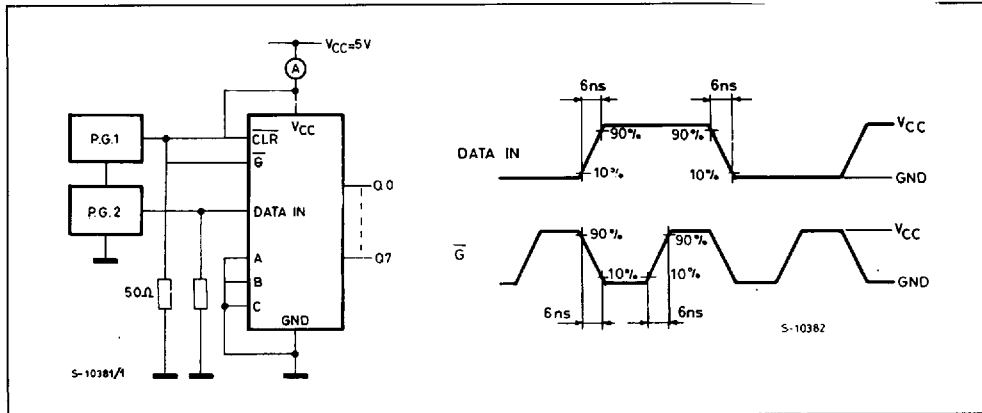 VCC=5V
A
VCC
P.G.1
CLR
G
P.G.2
DATA IN
Q0
Q7
A
B
C
50Ω
GND
S-10381/1
6ns
6ns
DATA IN
90%
90%
10%
10%
VCC
GND
G
90%
90%
10%
10%
VCC
GND
6ns
6ns
S-10382